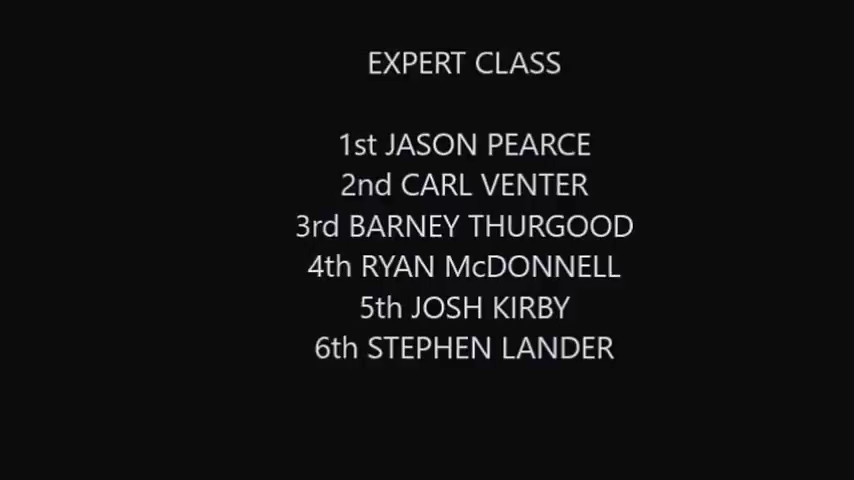 EXPERT CLASS
1st JASON PEARCE
2nd CARL VENTER
3rd BARNEY THURGOOD
4th RYAN McDONNELL
5th JOSH KIRBY
6th STEPHEN LANDER